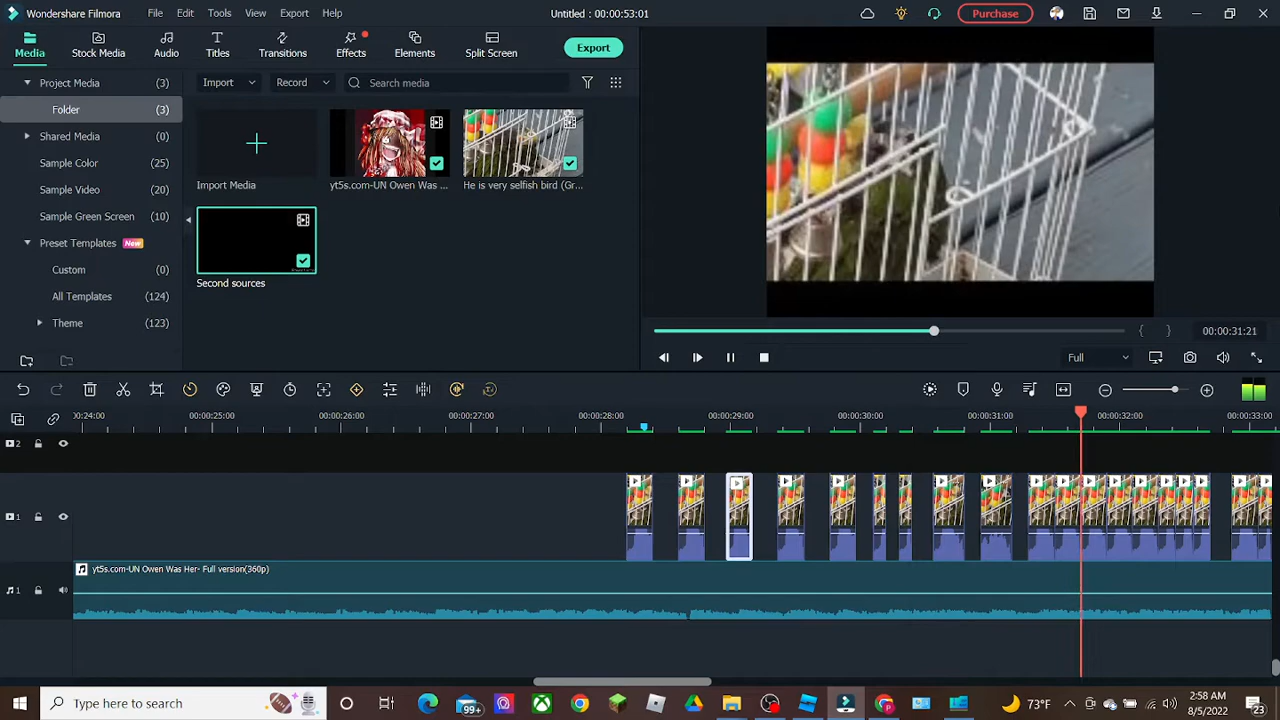 Wondershare Filmora File Edit Tools View Export Help Untitled : 00:00:53:01 Purchase
Media Stock Media Audio Titles Transitions Effects Elements Split Screen Export
Project Media (3) Import Record Search media
Folder (3)
Shared Media (0)
Sample Color (25)
Sample Video (20)
Import Media yt5s.com-UN Owen Was ... He is very selfish bird (Gr...
Sample Green Screen (10)
Preset Templates New
Custom (0)
Second sources
All Templates (124)
Theme (123)
00:00:31:21
{ }
Full
00:24:00 00:00:25:00 00:00:26:00 00:00:27:00 00:00:28:00 00:00:29:00 00:00:30:00 00:00:31:00 00:00:32:00 00:00:33:00
2
1
yt5s.com-UN Owen Was Her- Full version(360p)
1
Type here to search 99+ 73°F 2:58 AM
8/5/2022 23